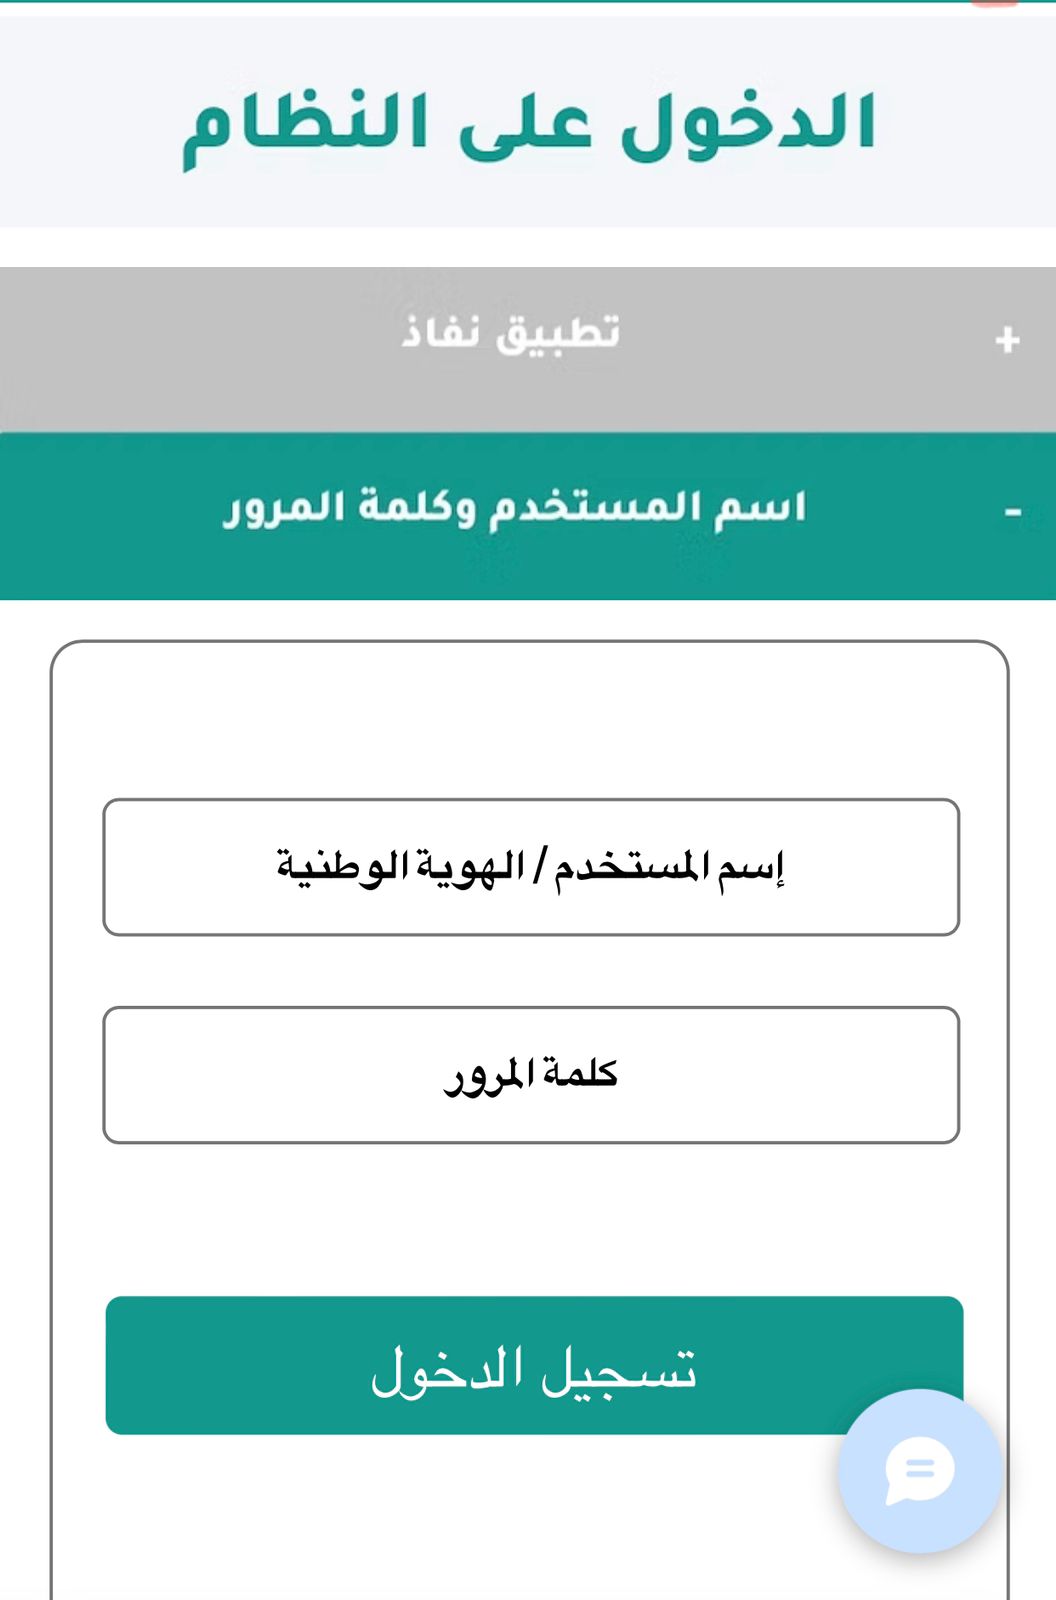 الدخول على النظام
تطبيق نفاذ
+
اسم المستخدم وكلمة المرور
-
إسم المستخدم / الهوية الوطنية
كلمة المرور
تسجيل الدخول